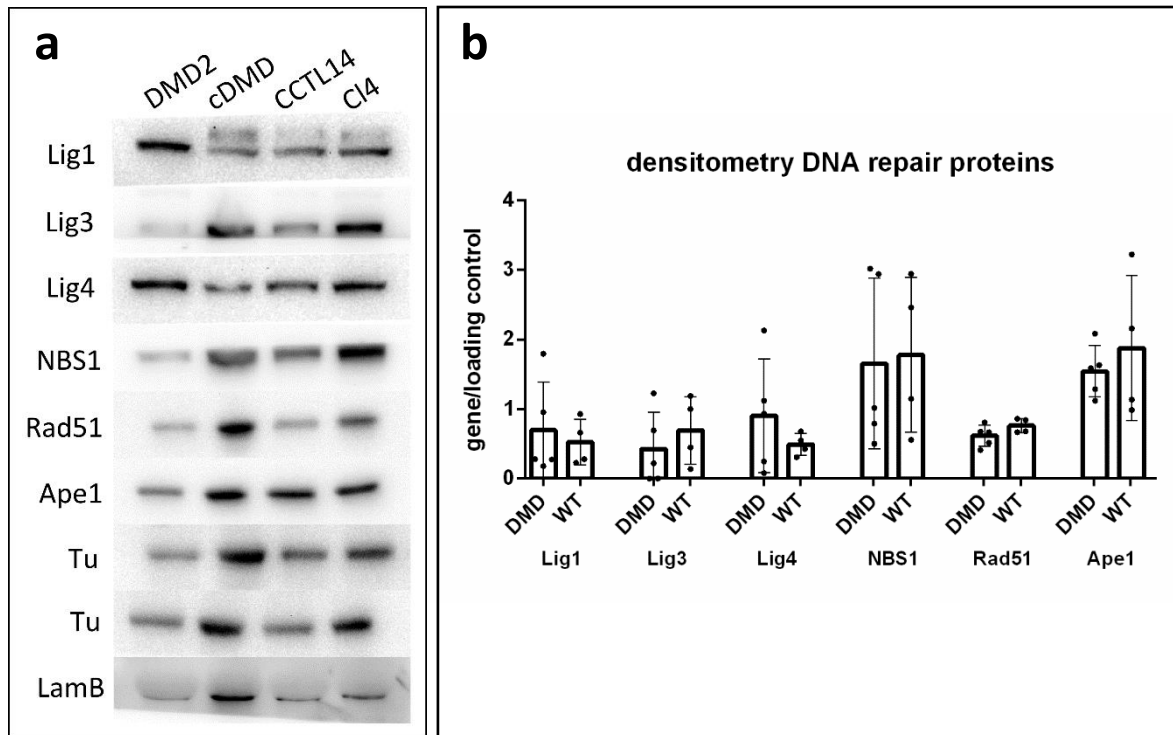 a
DMD2 cDMD CCTL14 Cl4
Lig1
Lig3
Lig4
NBS1
Rad51
Ape1
Tu
Tu
LamB
b
densitometry DNA repair proteins
gene/loading control
4
3
2
1
0
DMD WT DMD WT DMD WT DMD WT DMD WT DMD WT
Lig1 Lig3 Lig4 NBS1 Rad51 Ape1